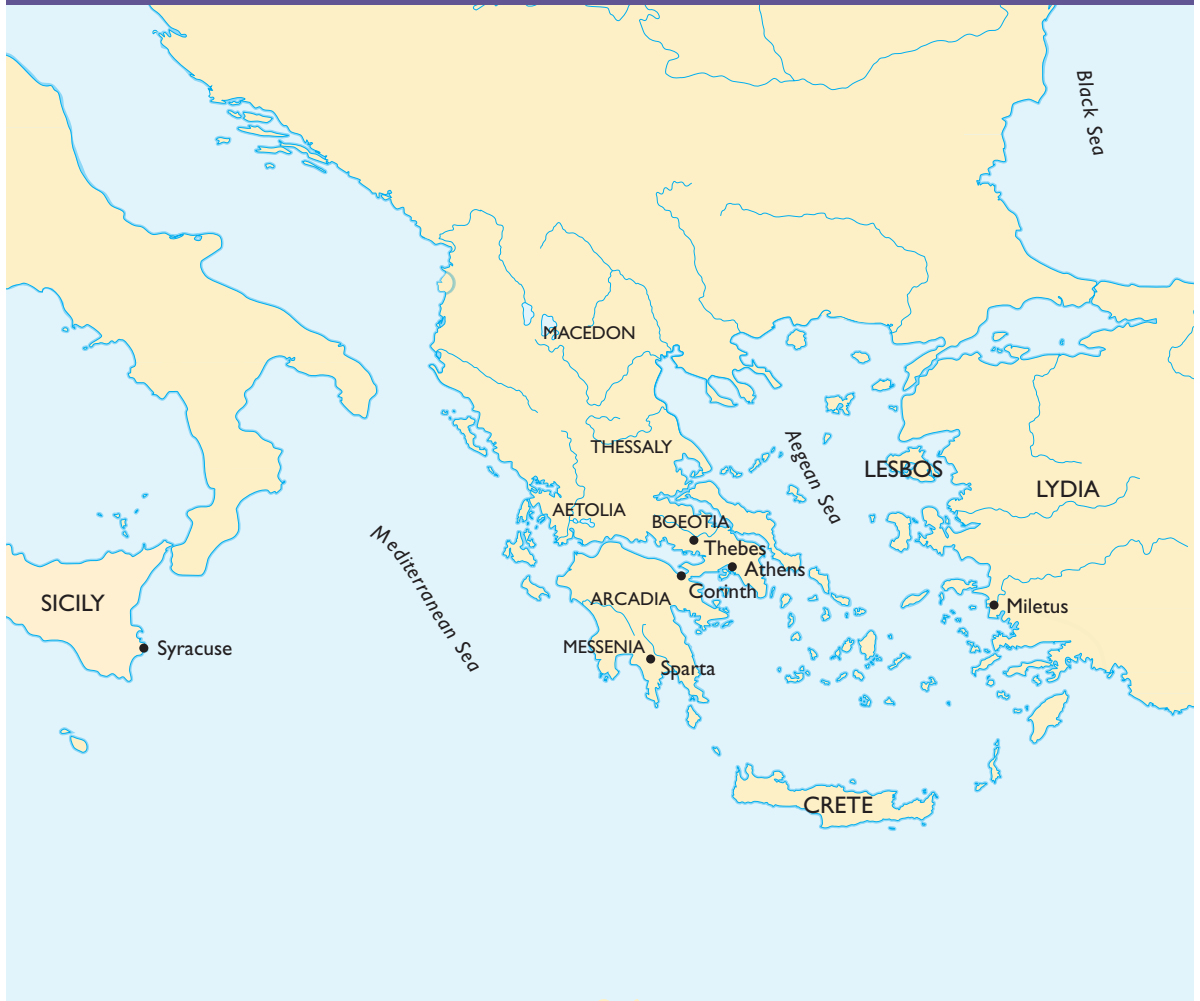 Black Sea
MACEDON
THESSALY
Aegean Sea
LESBOS
LYDIA
AETOLIA
BOEOTIA
Thebes
Athens
Mediterranean Sea
Corinth
ARCADIA
SICILY
Miletus
Syracuse
MESSENIA
Sparta
CRETE